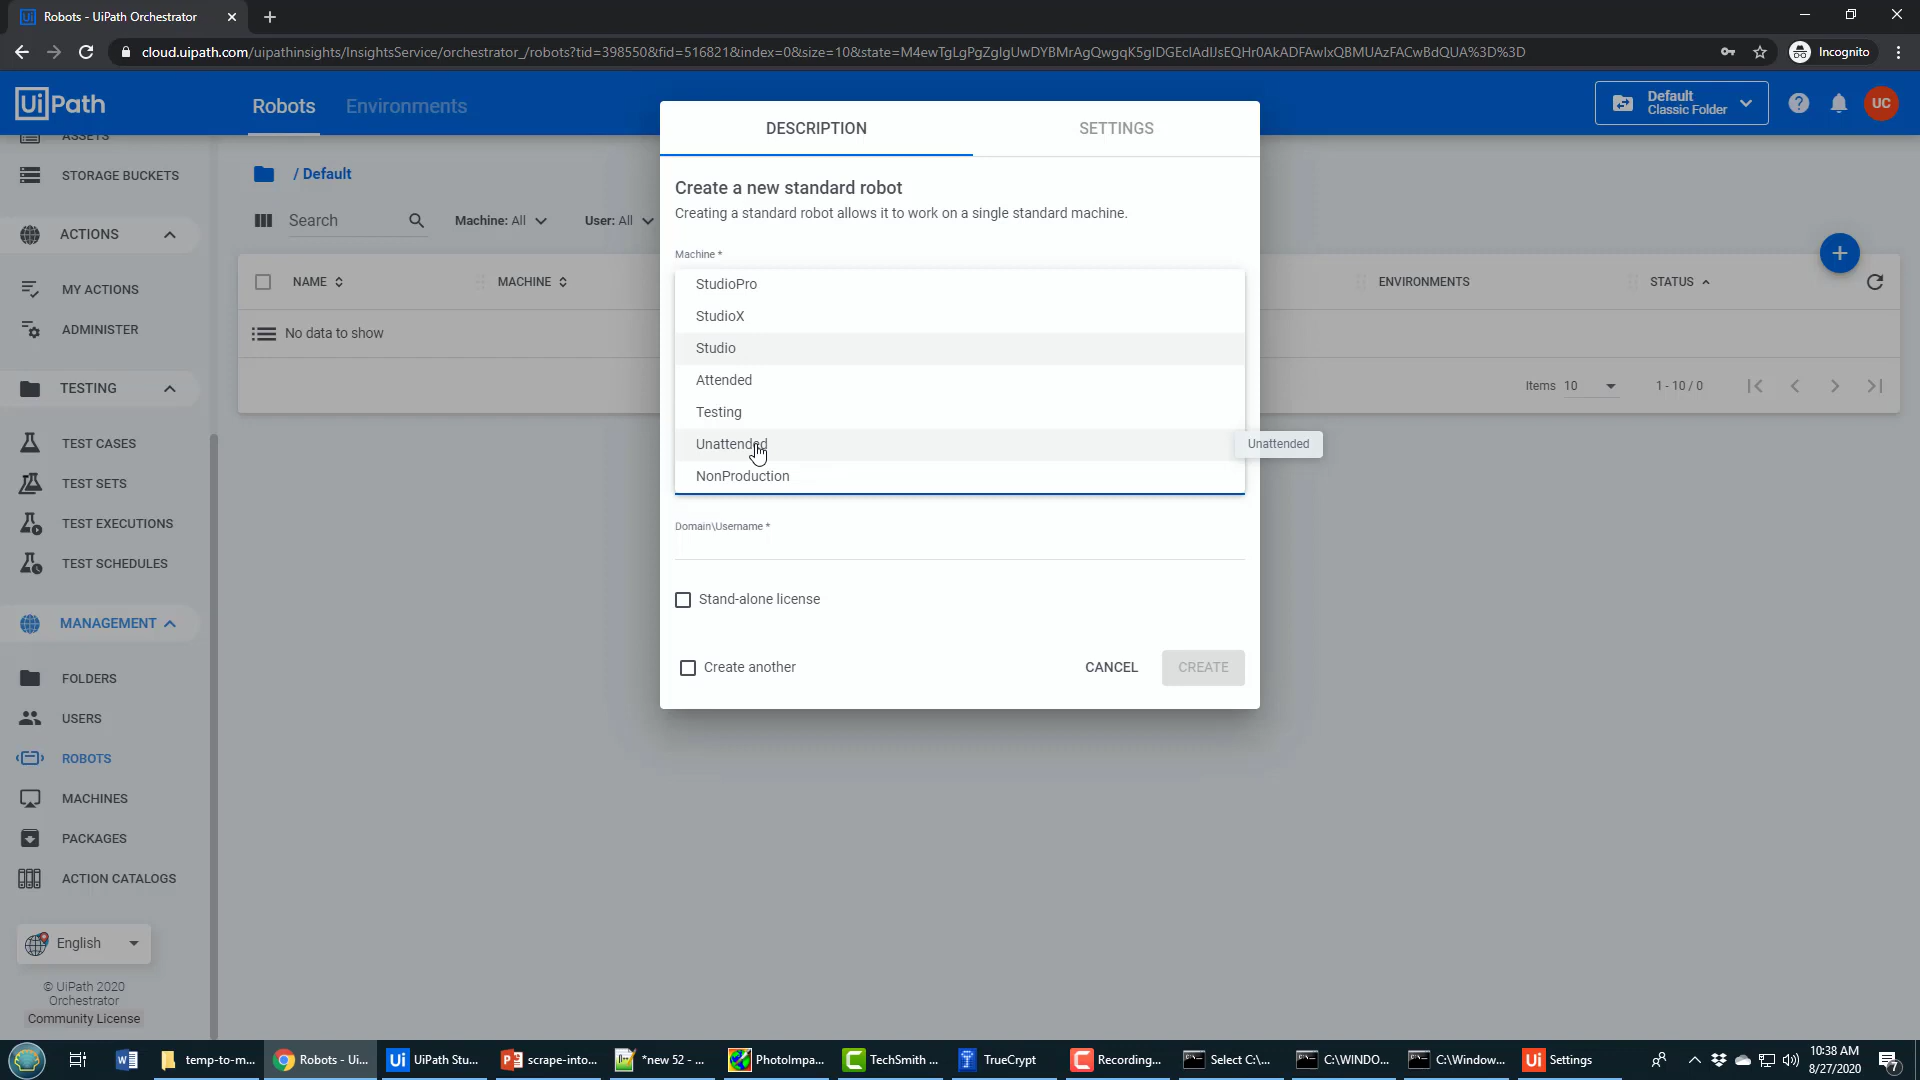 Robots - UiPath Orchestrator
cloud.uipath.com/uipathinsights/InsightsService/orchestrator_/robots?tid=398550&fid=516821&index=0&size=10&state=
Incognito
UiPath
Robots
Environments
Default
Classic Folder
UC
ASSETS
STORAGE BUCKETS
ACTIONS
MY ACTIONS
ADMINISTER
TESTING
TEST CASES
TEST SETS
TEST EXECUTIONS
TEST SCHEDULES
MANAGEMENT
FOLDERS
USERS
ROBOTS
MACHINES
PACKAGES
ACTION CATALOGS
English
© UiPath 2020
Orchestrator
Community License
/ Default
Search
Machine: All
User: All
NAME
MACHINE
ENVIRONMENTS
STATUS
No data to show
Items 10
1 - 10 / 0
DESCRIPTION
SETTINGS
Create a new standard robot
Creating a standard robot allows it to work on a single standard machine.
Machine *
StudioPro
StudioX
Studio
Attended
Testing
Unattended
NonProduction
Unattended
Domain\Username *
Stand-alone license
Create another
CANCEL
CREATE
temp-to-m...
Robots - Ui...
UiPath Stu...
scrape-into...
*new 52 - ...
PhotoImpa...
TechSmith ...
TrueCrypt
Recording...
Select C:\...
C:\WINDO...
C:\Window...
Settings
10:38 AM
8/27/2020
7